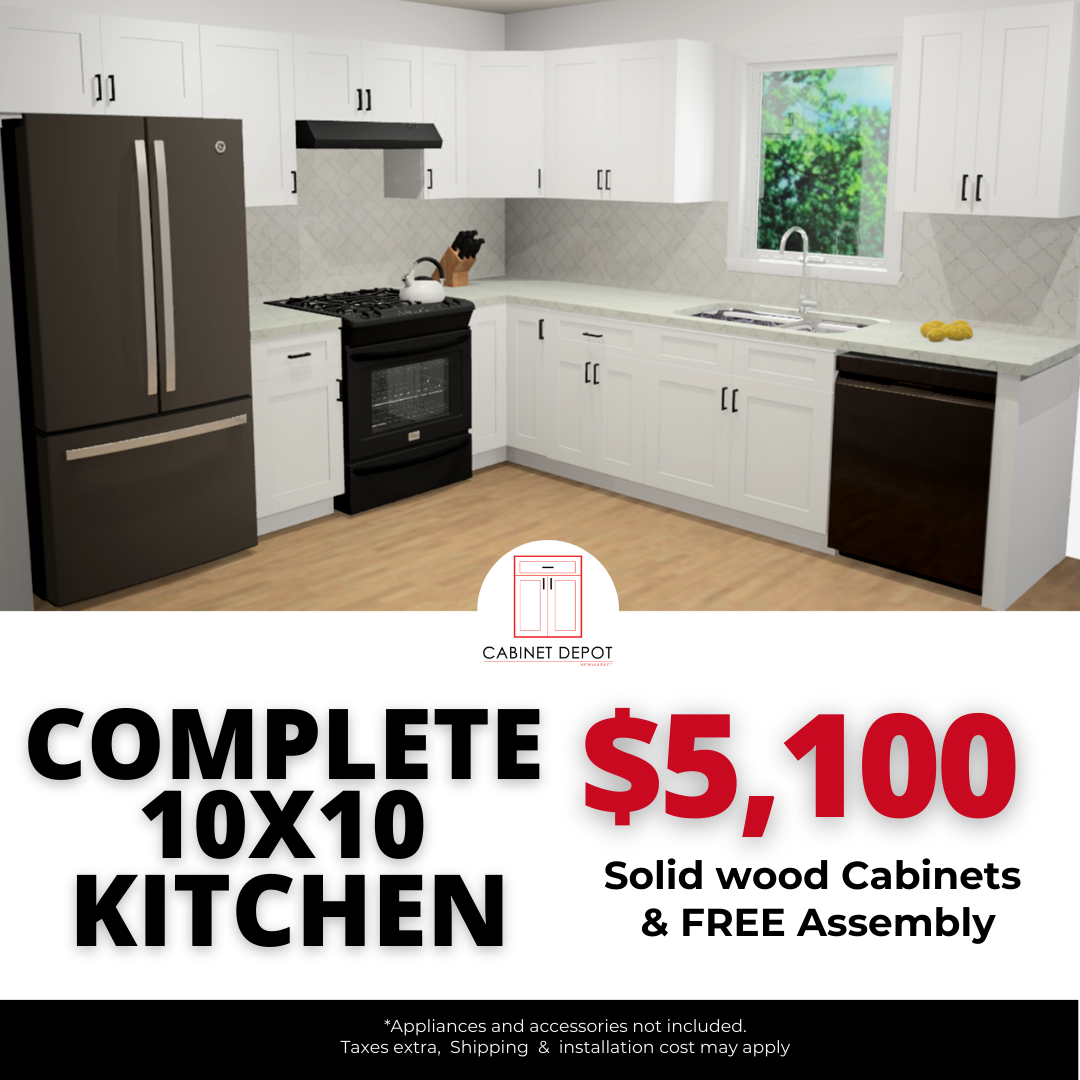 CABINET DEPOT
NEWMARKET
COMPLETE
10X10
KITCHEN
$5,100
Solid wood Cabinets
& FREE Assembly
*Appliances and accessories not included.
Taxes extra, Shipping & installation cost may apply